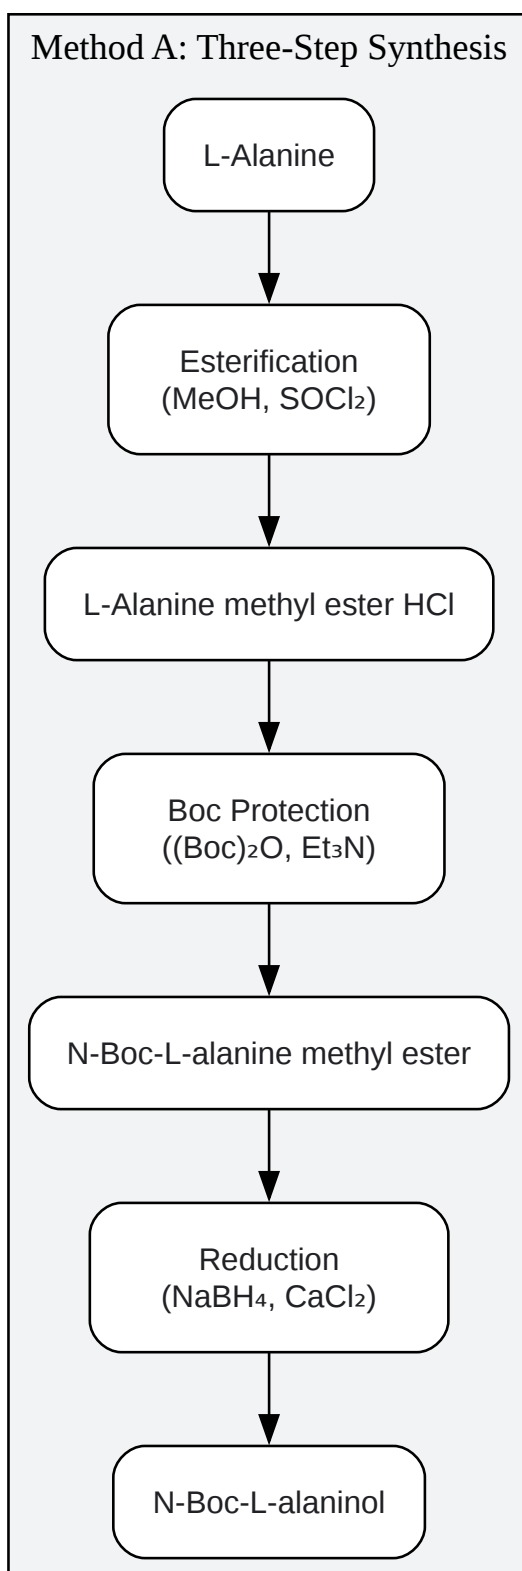 Method A: Three-Step Synthesis
L-Alanine
Esterification
(MeOH, SOCl₂)
L-Alanine methyl ester HCl
Boc Protection
((Boc)₂O, Et₃N)
N-Boc-L-alanine methyl ester
Reduction
(NaBH₄, CaCl₂)
N-Boc-L-alaninol